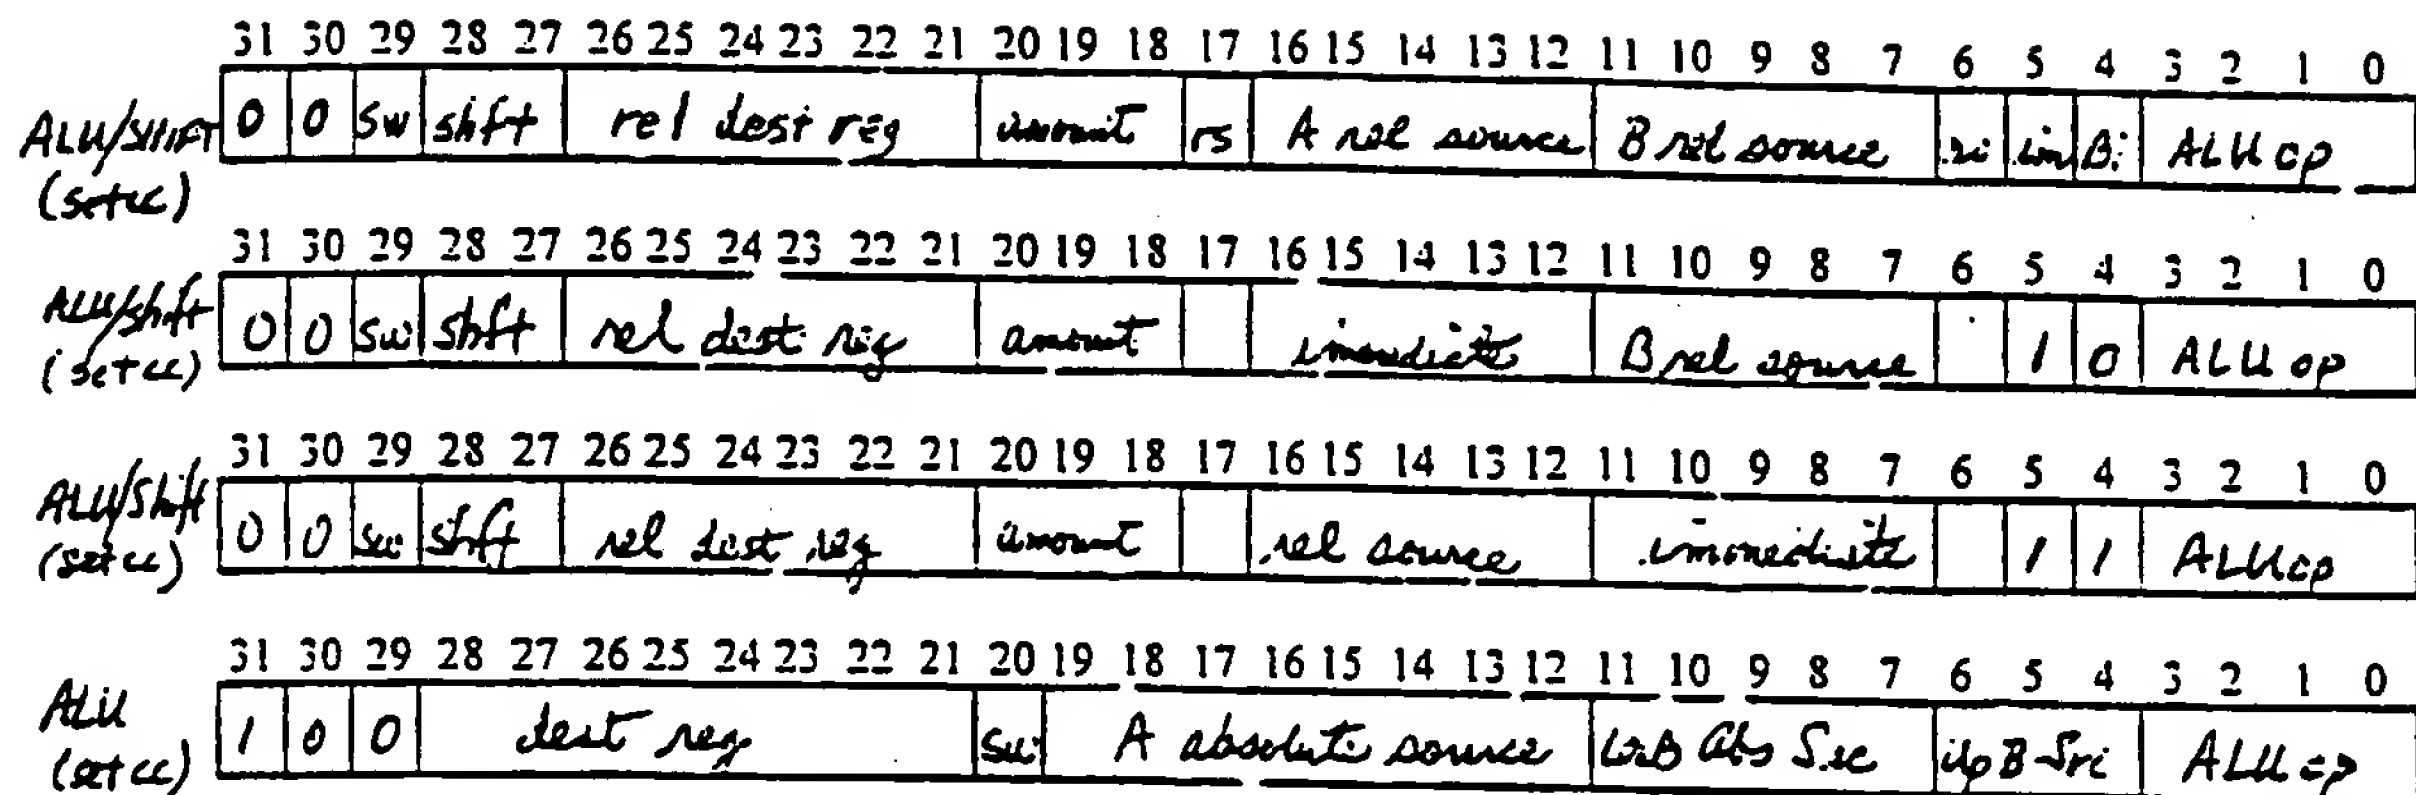 31 30 29 28 27 26 25 24 23 22 21 20 19 18 17 16 15 14 13 12 11 10 9 8 7 6 5 4 3 2 1 0
ALU/SHIFT 0 0 sw shft rel dest reg amount rs A rel source B rel source ri im Bi ALU op
(setcc)
31 30 29 28 27 26 25 24 23 22 21 20 19 18 17 16 15 14 13 12 11 10 9 8 7 6 5 4 3 2 1 0
ALU/shft 0 0 sw shft rel dest reg amount immediate B rel source 1 0 ALU op
(setcc)
31 30 29 28 27 26 25 24 23 22 21 20 19 18 17 16 15 14 13 12 11 10 9 8 7 6 5 4 3 2 1 0
ALU/Shift 0 0 sw shft rel dest reg amount rel source immediate 1 1 ALU op
(setcc)
31 30 29 28 27 26 25 24 23 22 21 20 19 18 17 16 15 14 13 12 11 10 9 8 7 6 5 4 3 2 1 0
ALU 1 0 0 dest reg sw A absolute source B Abs Src Up B Src ALU op
(setcc)